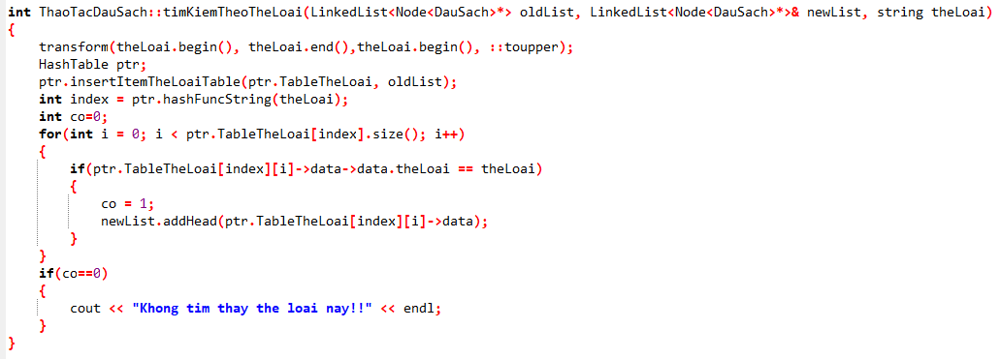 int ThaoTacDauSach::timKiemTheoTheLoai(LinkedList<Node<DauSach>*> oldList, LinkedList<Node<DauSach>*>& newList, string theLoai)
{
    transform(theLoai.begin(), theLoai.end(),theLoai.begin(), ::toupper);
    HashTable ptr;
    ptr.insertItemTheLoaiTable(ptr.TableTheLoai, oldList);
    int index = ptr.hashFuncString(theLoai);
    int co=0;
    for(int i = 0; i < ptr.TableTheLoai[index].size(); i++)
    {
        if(ptr.TableTheLoai[index][i]->data->data.theLoai == theLoai)
        {
            co = 1;
            newList.addHead(ptr.TableTheLoai[index][i]->data);
        }
    }
    if(co==0)
    {
        cout << "Khong tim thay the loai nay!!" << endl;
    }
}